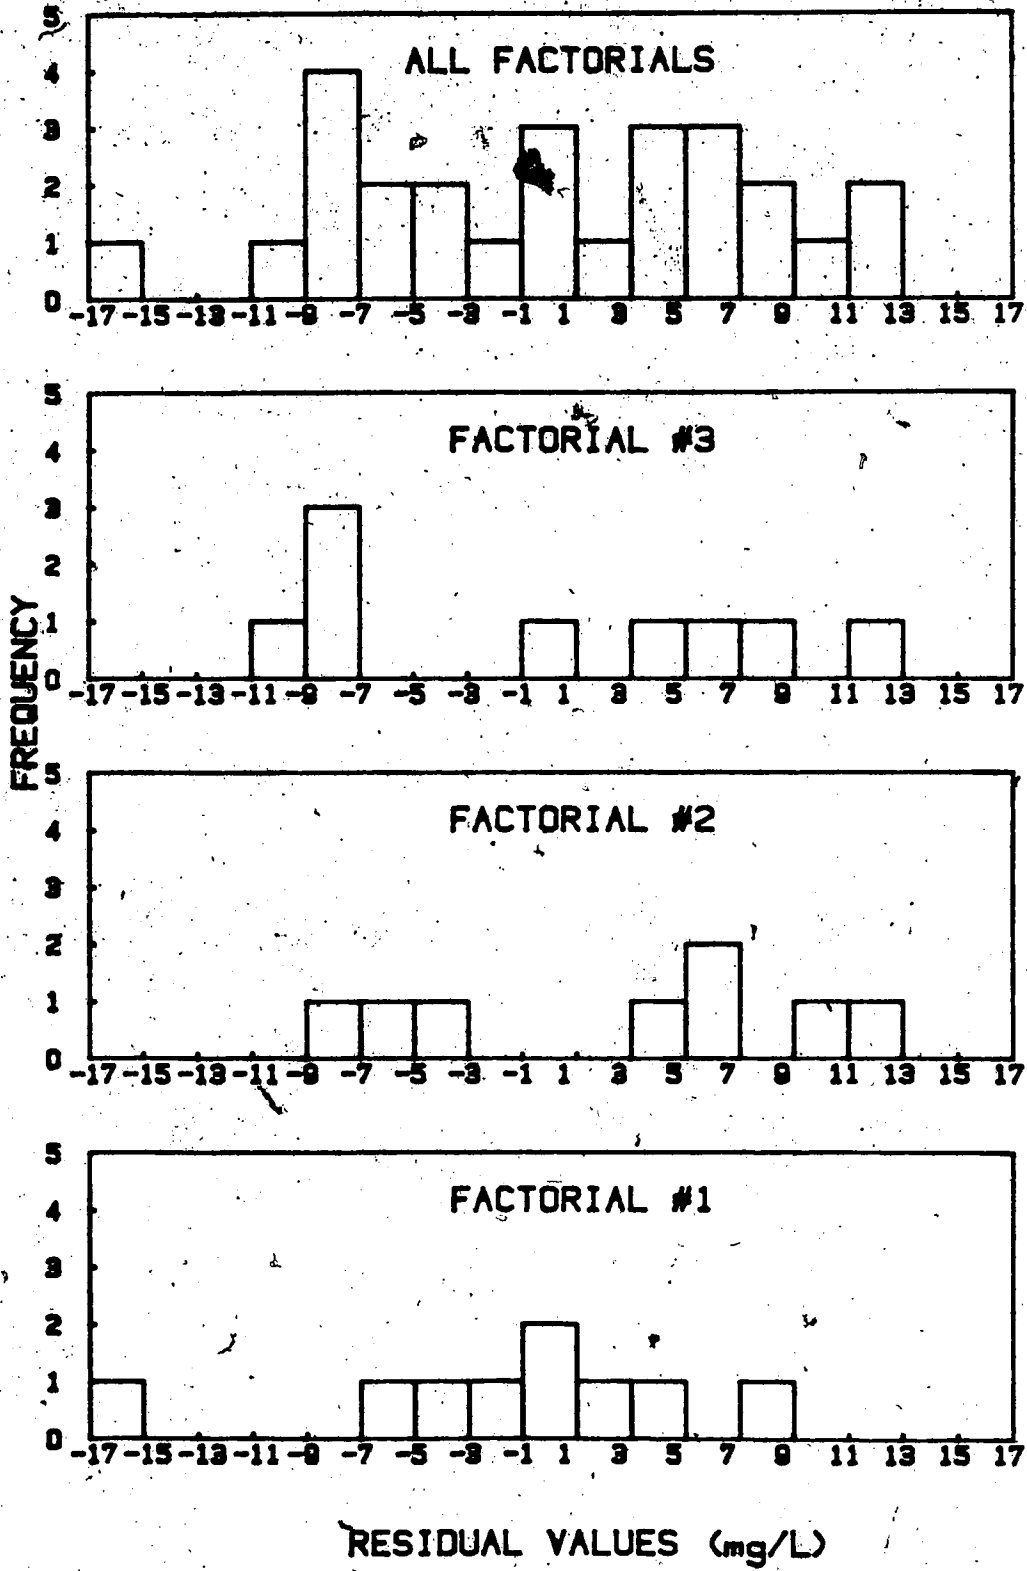 ALL FACTORIALS
5
4
3
2
1
0
-17 -15 -13 -11 -9 -7 -5 -3 -1 1 3 5 7 9 11 13 15 17
FACTORIAL #3
5
4
3
2
1
0
-17 -15 -13 -11 -9 -7 -5 -3 -1 1 3 5 7 9 11 13 15 17
FREQUENCY
FACTORIAL #2
5
4
3
2
1
0
-17 -15 -13 -11 -9 -7 -5 -3 -1 1 3 5 7 9 11 13 15 17
FACTORIAL #1
5
4
3
2
1
0
-17 -15 -13 -11 -9 -7 -5 -3 -1 1 3 5 7 9 11 13 15 17
RESIDUAL VALUES (mg/L)